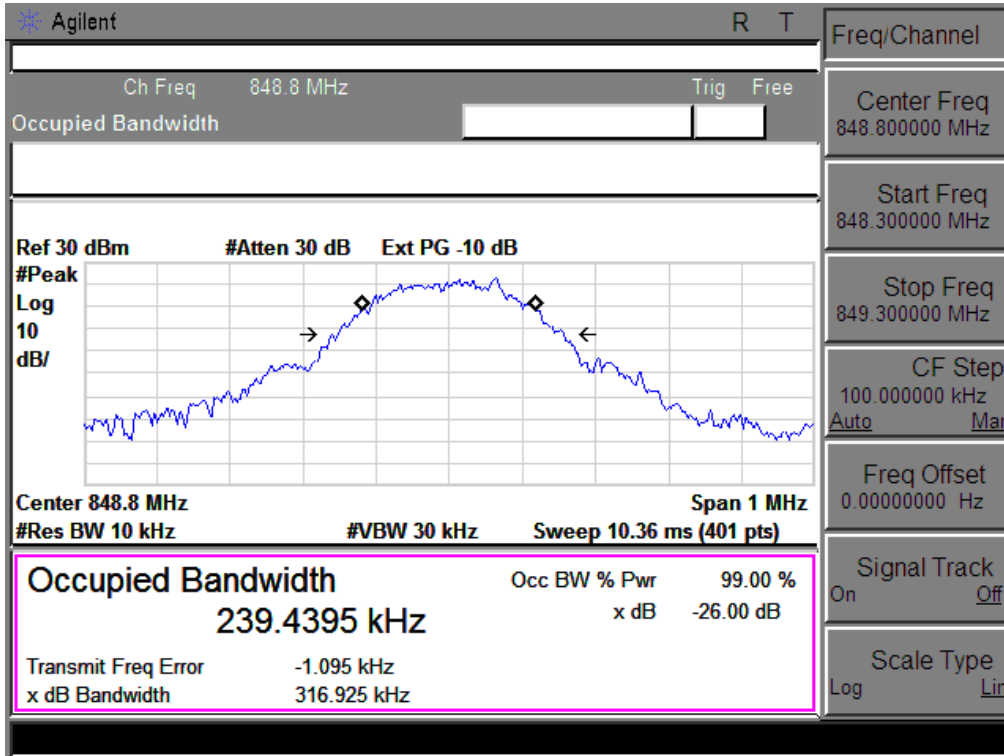 Agilent R T
Ch Freq 848.8 MHz Trig Free
Occupied Bandwidth
Ref 30 dBm #Atten 30 dB Ext PG -10 dB
#Peak
Log
10
dB/
Center 848.8 MHz Span 1 MHz
#Res BW 10 kHz #VBW 30 kHz Sweep 10.36 ms (401 pts)
Occupied Bandwidth Occ BW % Pwr 99.00 %
239.4395 kHz x dB -26.00 dB
Transmit Freq Error -1.095 kHz
x dB Bandwidth 316.925 kHz
Freq/Channel
Center Freq
848.800000 MHz
Start Freq
848.300000 MHz
Stop Freq
849.300000 MHz
CF Step
100.000000 kHz
Auto Man
Freq Offset
0.00000000 Hz
Signal Track
On Off
Scale Type
Log Lin